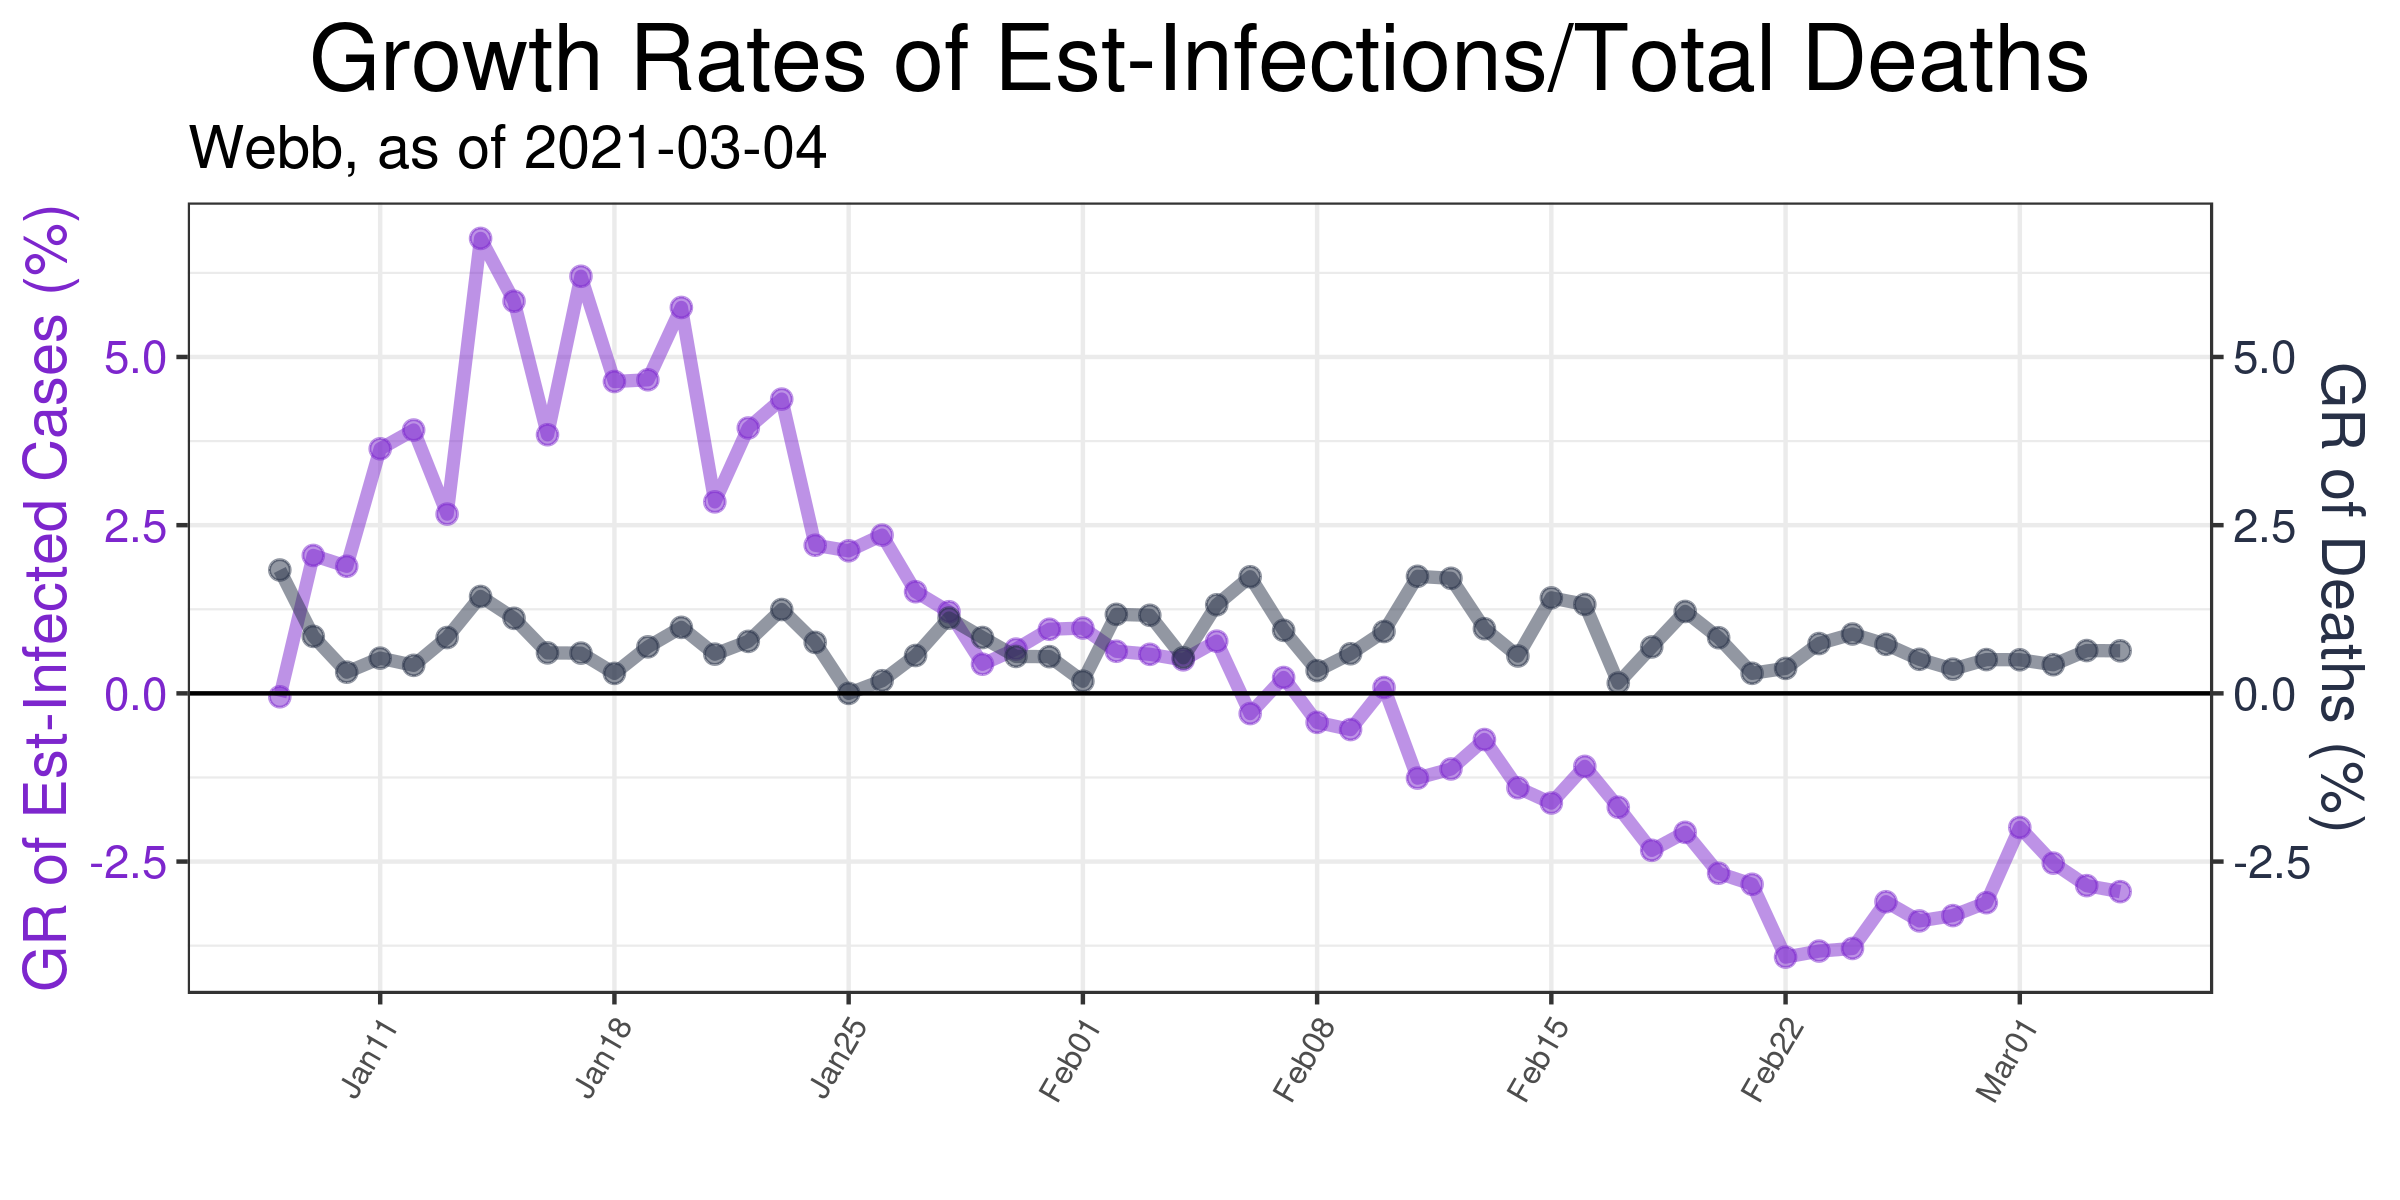 Growth Rates of Est-Infections/Total Deaths
Webb, as of 2021-03-04
GR of Est-Infected Cases (%)
5.0
2.5
0.0
-2.5
5.0
2.5
0.0
-2.5
GR of Deaths (%)
Jan11
Jan18
Jan25
Feb01
Feb08
Feb15
Feb22
Mar01